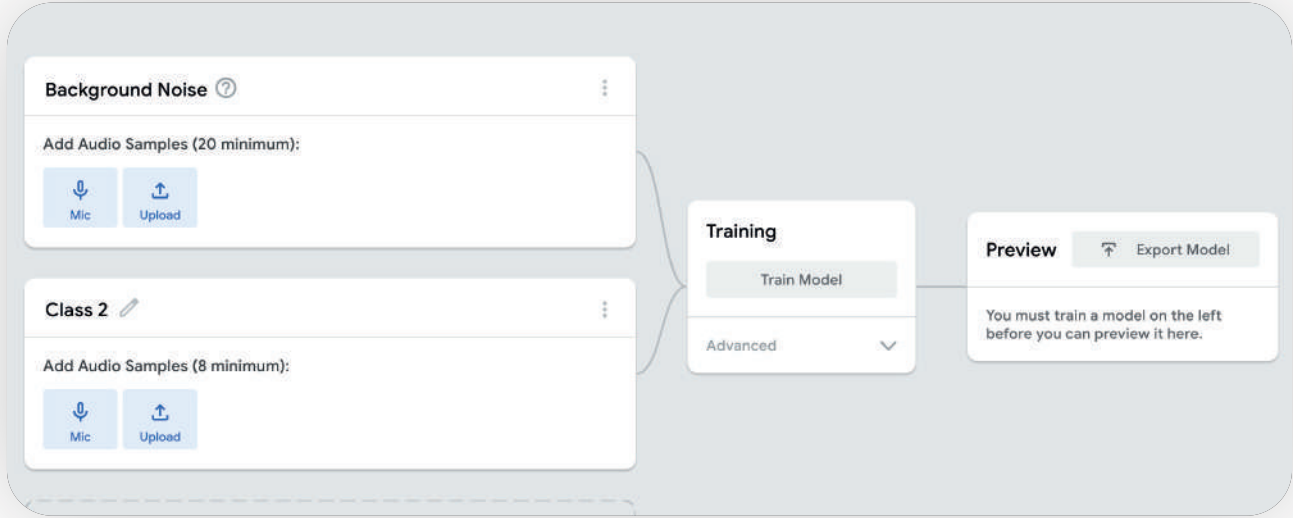 Background Noise
Add Audio Samples (20 minimum):
Mic
Upload
Class 2
Add Audio Samples (8 minimum):
Mic
Upload
Training
Train Model
Advanced
Preview
Export Model
You must train a model on the left
before you can preview it here.